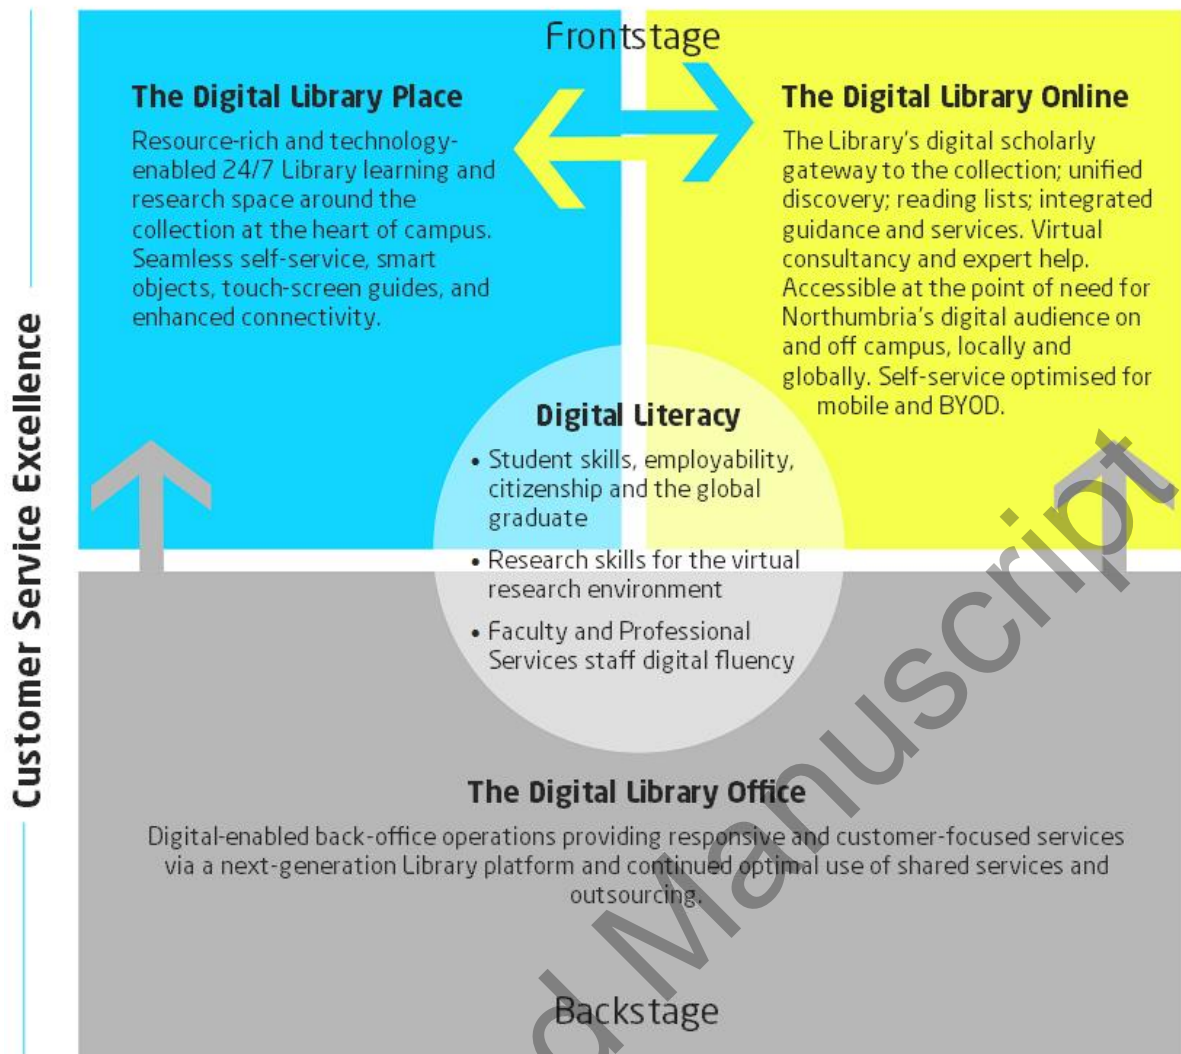 Frontstage
The Digital Library Place
Resource-rich and technology-
enabled 24/7 Library learning and
research space around the
collection at the heart of campus.
Seamless self-service, smart
objects, touch-screen guides, and
enhanced connectivity.
The Digital Library Online
The Library's digital scholarly
gateway to the collection; unified
discovery; reading lists; integrated
guidance and services. Virtual
consultancy and expert help.
Accessible at the point of need for
Northumbria's digital audience on
and off campus, locally and
globally. Self-service optimised for
mobile and BYOD.
Customer Service Excellence
Digital Literacy
• Student skills, employability,
citizenship and the global
graduate
• Research skills for the virtual
research environment
• Faculty and Professional
Services staff digital fluency
The Digital Library Office
Digital-enabled back-office operations providing responsive and customer-focused services
via a next-generation Library platform and continued optimal use of shared services and
outsourcing.
Backstage
d Manuscript